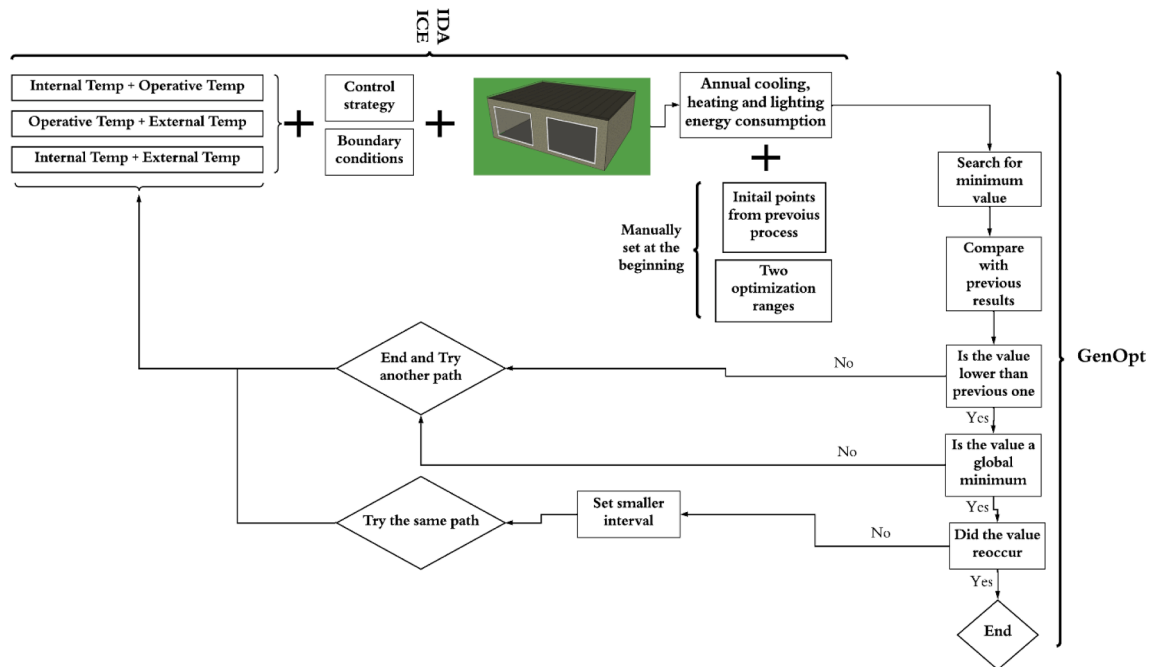 IDA
ICE
Internal Temp + Operative Temp
Operative Temp + External Temp
Internal Temp + External Temp
+
Control
strategy
Boundary
conditions
+
Annual cooling,
heating and lighting
energy consumption
+
Manually
set at the
beginning
Initail points
from prevoius
process
Two
optimization
ranges
Search for
minimum
value
Compare
with
previous
results
Is the value
lower than
previous one
No
Yes
End and Try
another path
Is the value a
global
minimum
No
Yes
Did the value
reoccur
No
Yes
Set smaller
interval
Try the same path
End
GenOpt